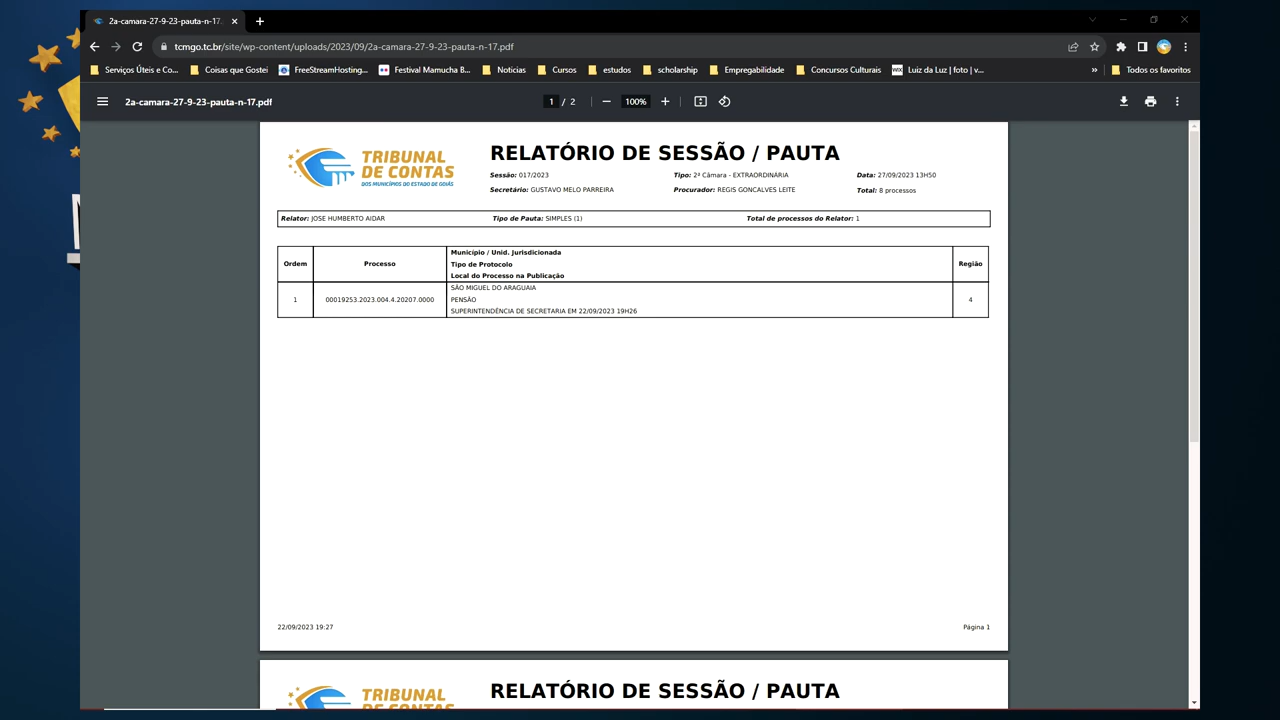 2a-camara-27-9-23-pauta-n-17.
tcmgo.tc.br/site/wp-content/uploads/2023/09/2a-camara-27-9-23-pauta-n-17.pdf
Serviços Úteis e Co... Coisas que Gostei FreeStreamHosting... Festival Mamucha B... Noticias Cursos estudos scholarship Empregabilidade Concursos Culturais WIX Luiz da Luz | foto | v... » Todos os favoritos
2a-camara-27-9-23-pauta-n-17.pdf 1 / 2 — 100% +
TRIBUNAL
DE CONTAS
DOS MUNICÍPIOS DO ESTADO DE GOIÁS
RELATÓRIO DE SESSÃO / PAUTA
Sessão: 017/2023 Tipo: 2ª Câmara - EXTRAORDINÁRIA Data: 27/09/2023 13H50
Secretário: GUSTAVO MELO PARREIRA Procurador: REGIS GONCALVES LEITE Total: 8 processos
Relator: JOSE HUMBERTO AIDAR Tipo de Pauta: SIMPLES (1) Total de processos do Relator: 1
Ordem Processo Município / Unid. Jurisdicionada
Tipo de Protocolo
Local do Processo na Publicação Região
1 00019253.2023.004.4.20207.0000 SÃO MIGUEL DO ARAGUAIA
PENSÃO
SUPERINTENDÊNCIA DE SECRETARIA EM 22/09/2023 19H26 4
22/09/2023 19:27 Página 1
TRIBUNAL
DE CONTAS
RELATÓRIO DE SESSÃO / PAUTA